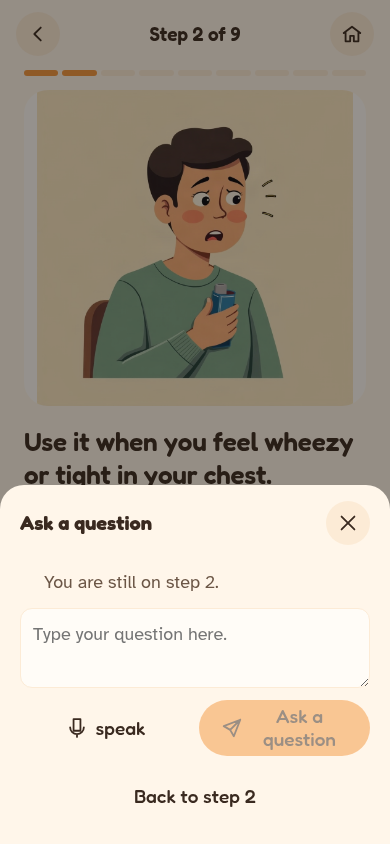 Step 2 of 9
Use it when you feel wheezy
or tight in your chest.
Ask a question
You are still on step 2.
Type your question here.
speak
Ask a
question
Back to step 2